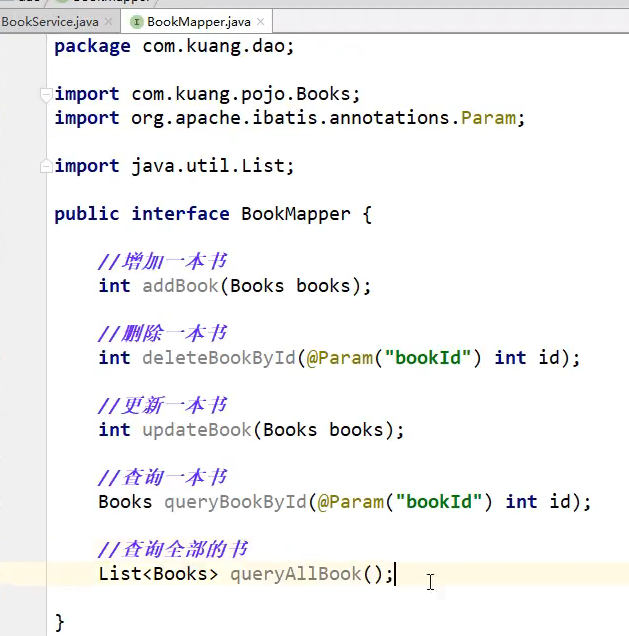 BookService.java × BookMapper.java ×
package com.kuang.dao;
import com.kuang.pojo.Books;
import org.apache.ibatis.annotations.Param;
import java.util.List;
public interface BookMapper {
//增加一本书
int addBook(Books books);
//删除一本书
int deleteBookById(@Param("bookId") int id);
//更新一本书
int updateBook(Books books);
//查询一本书
Books queryBookById(@Param("bookId") int id);
//查询全部的书
List<Books> queryAllBook();
}